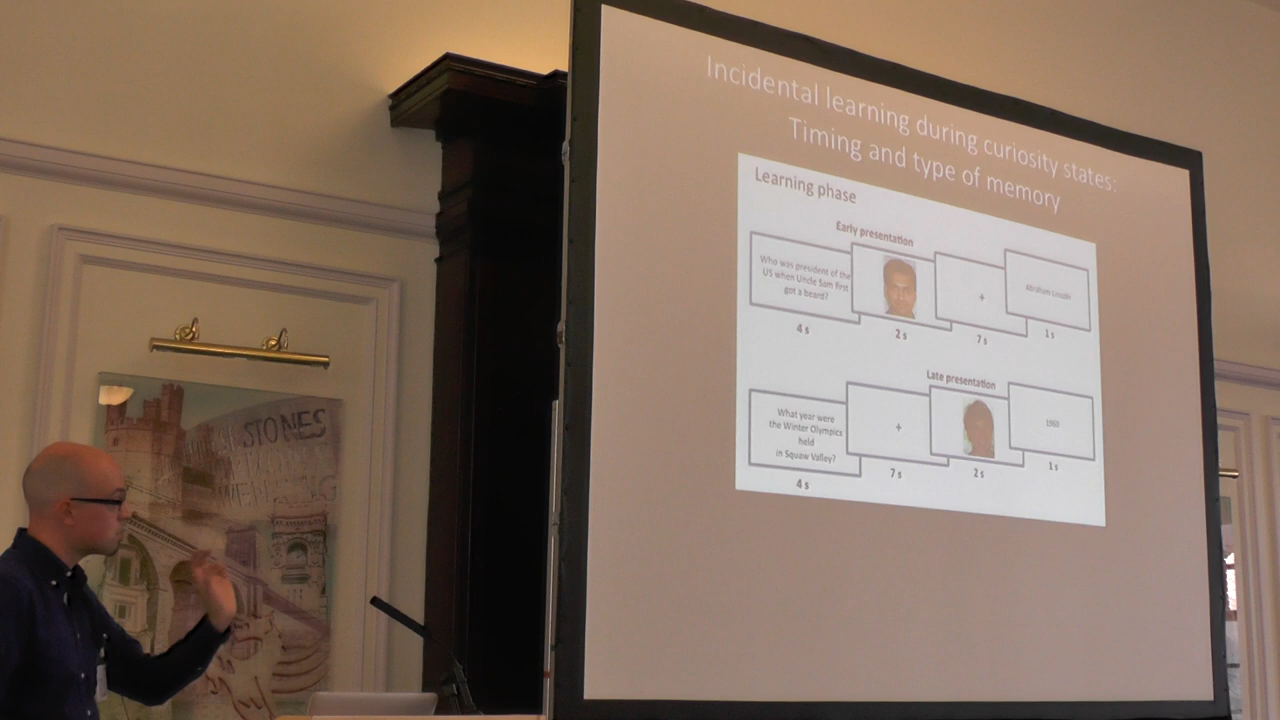 Incidental learning during curiosity states:
Timing and type of memory
Learning phase
Early presentation
Who was president of the
US when Uncle Sam first
got a beard?
+
Abraham Lincoln
4 s
2 s
7 s
1 s
Late presentation
What year were
the Winter Olympics
held
in Squaw Valley?
+
1960
4 s
7 s
2 s
1 s
STONES